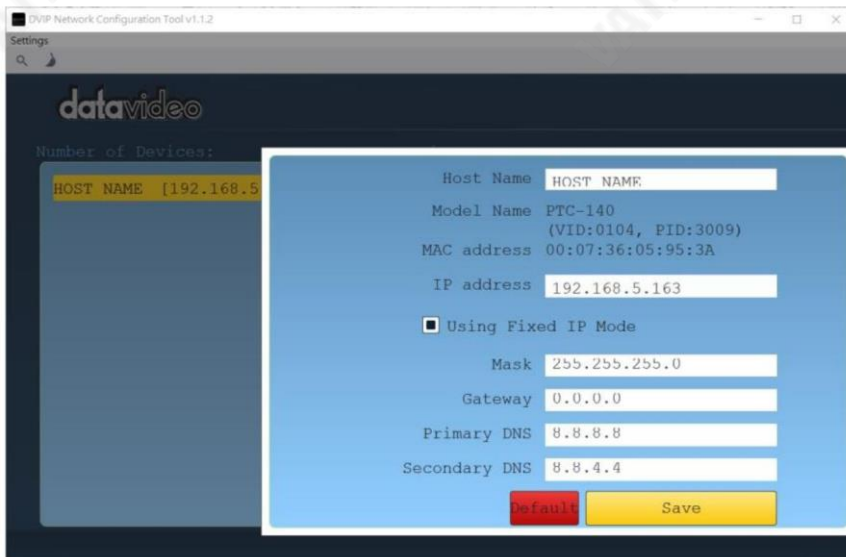 DVIP Network Configuration Tool v1.1.2
Settings
datavideo
Number of Devices:
HOST NAME [192.168.5
Host Name HOST NAME
Model Name PTC-140
(VID:0104, PID:3009)
MAC address 00:07:36:05:95:3A
IP address 192.168.5.163
Using Fixed IP Mode
Mask 255.255.255.0
Gateway 0.0.0.0
Primary DNS 8.8.8.8
Secondary DNS 8.8.4.4
Default Save